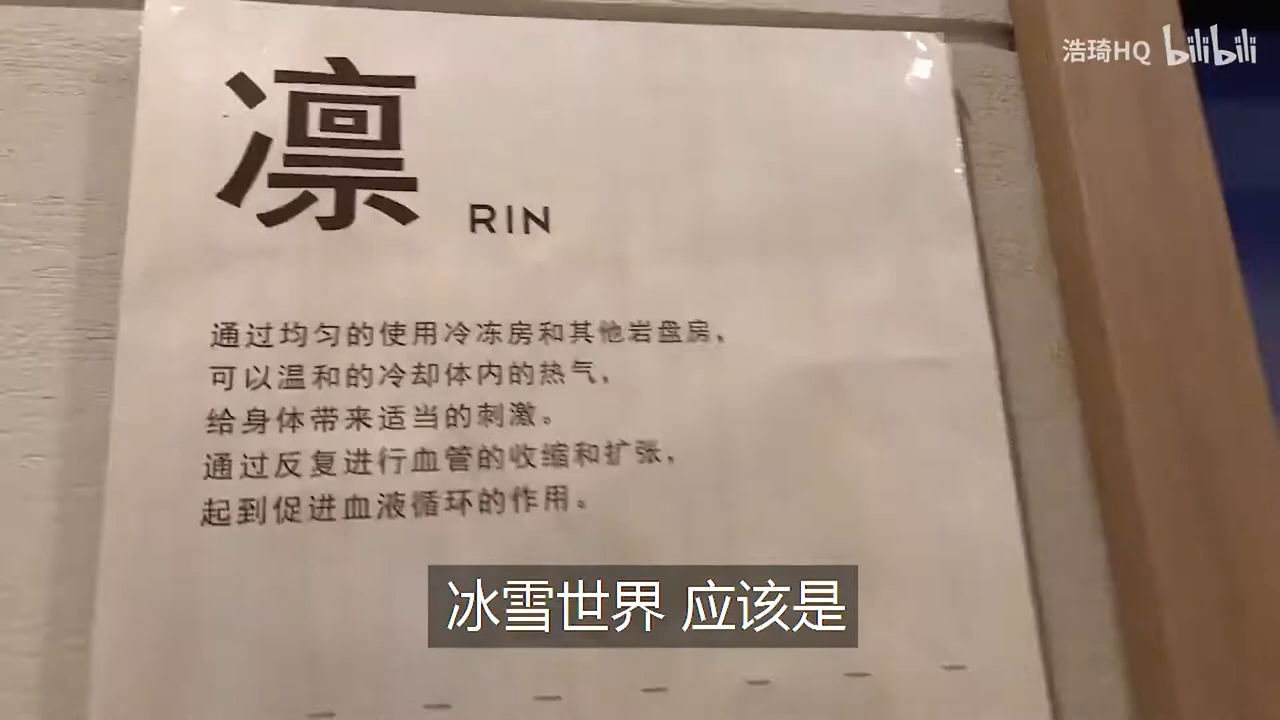 浩琦HQ bilibili
凛
RIN
通过均匀的使用冷冻房和其他岩盘房，
可以温和的冷却体内的热气，
给身体带来适当的刺激。
通过反复进行血管的收缩和扩张，
起到促进血液循环的作用。
冰雪世界 应该是